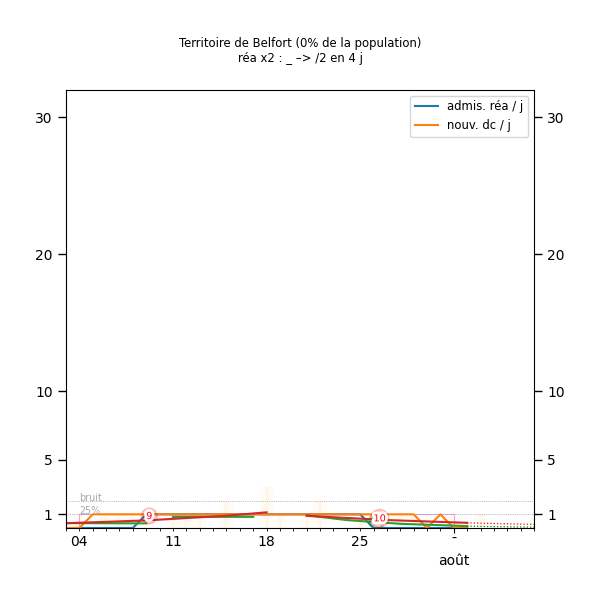 Territoire de Belfort (0% de la population)
réa x2 : _ –> /2 en 4 j
admis. réa / j
nouv. dc / j
30 30
20 20
10 10
5 5
bruit
25%
1 1
9
10
04 11 18 25 -
août